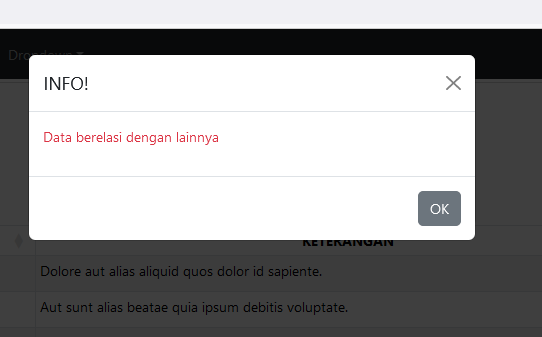 Dropdown
INFO!
Data berelasi dengan lainnya
OK
KETERANGAN
Dolore aut alias aliquid quos dolor id sapiente.
Aut sunt alias beatae quia ipsum debitis voluptate.